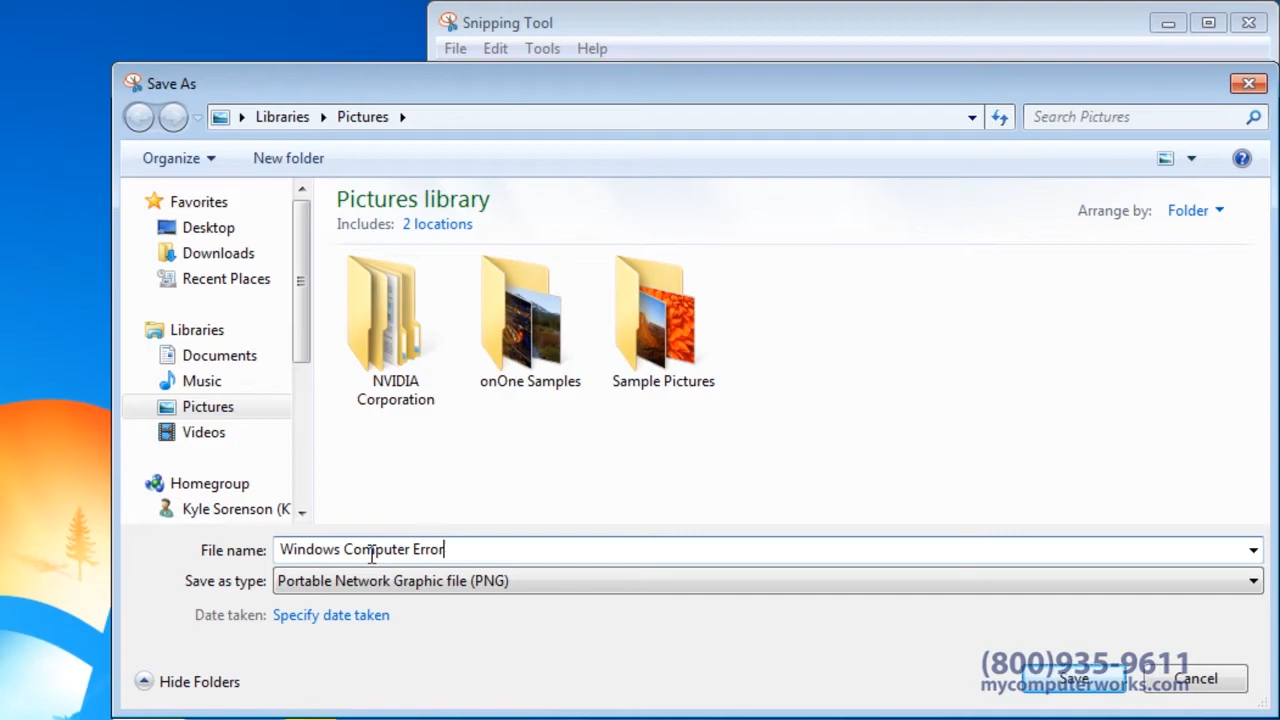 Snipping Tool
File Edit Tools Help
Save As
Libraries Pictures
Search Pictures
Organize New folder
Favorites
Desktop
Downloads
Recent Places
Libraries
Documents
Music
Pictures
Videos
Homegroup
Kyle Sorenson (K
Pictures library
Includes: 2 locations
Arrange by: Folder
NVIDIA
Corporation
onOne Samples
Sample Pictures
File name: Windows Computer Error
Save as type: Portable Network Graphic file (PNG)
Date taken: Specify date taken
Hide Folders
Save Cancel
(800)935-9611
mycomputerworks.com